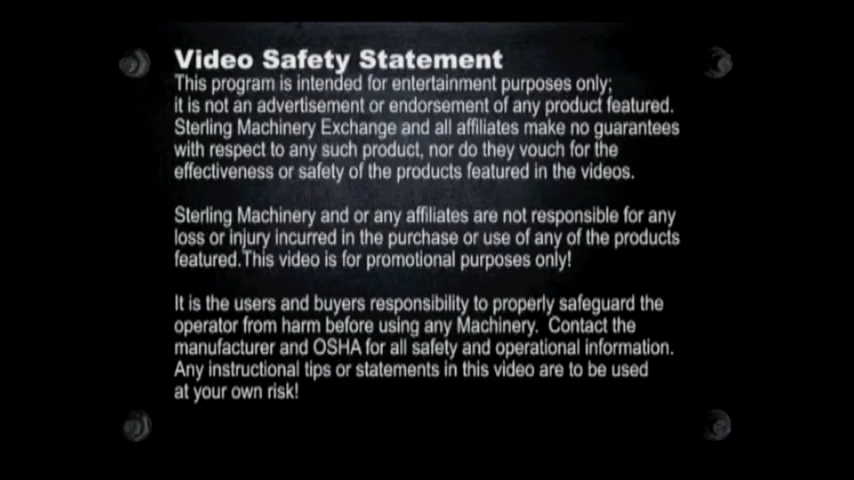 Video Safety Statement
This program is intended for entertainment purposes only;
it is not an advertisement or endorsement of any product featured.
Sterling Machinery Exchange and all affiliates make no guarantees
with respect to any such product, nor do they vouch for the
effectiveness or safety of the products featured in the videos.
Sterling Machinery and or any affiliates are not responsible for any
loss or injury incurred in the purchase or use of any of the products
featured.This video is for promotional purposes only!
It is the users and buyers responsibility to properly safeguard the
operator from harm before using any Machinery. Contact the
manufacturer and OSHA for all safety and operational information.
Any instructional tips or statements in this video are to be used
at your own risk!